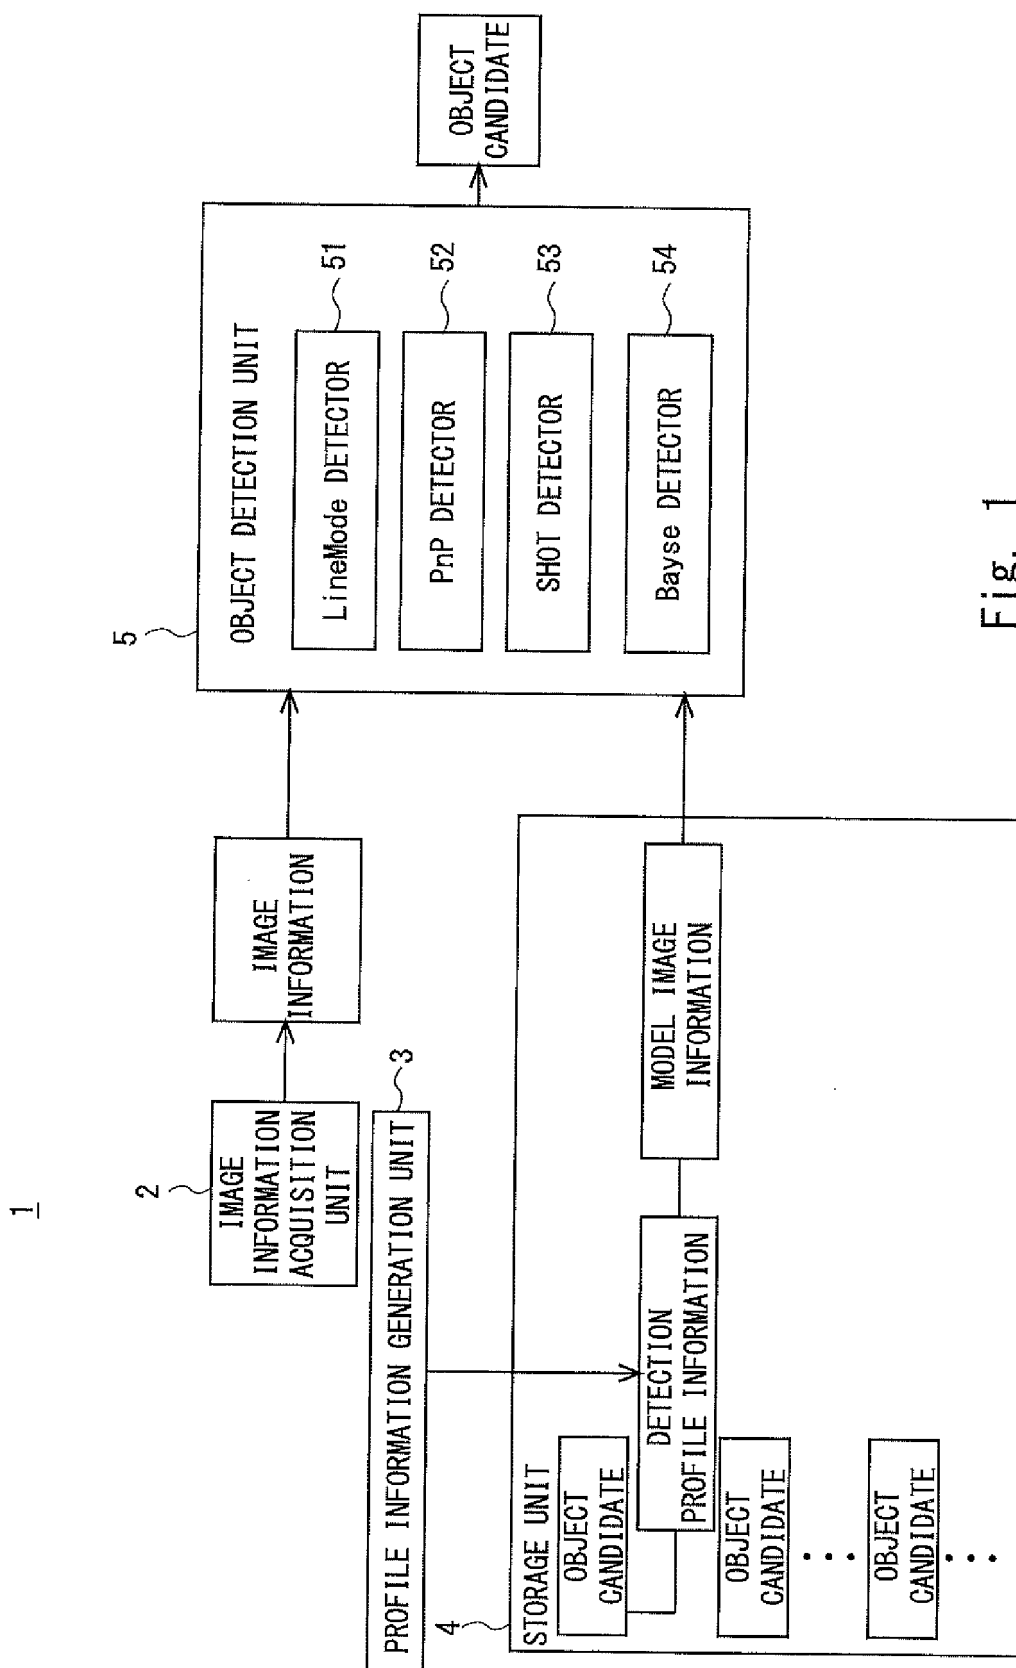 1
2
IMAGE
INFORMATION
ACQUISITION
UNIT
IMAGE
INFORMATION
PROFILE INFORMATION GENERATION UNIT
3
4
STORAGE UNIT
OBJECT
CANDIDATE
DETECTION
PROFILE INFORMATION
MODEL IMAGE
INFORMATION
OBJECT
CANDIDATE
• • •
OBJECT
CANDIDATE
• • •
5
OBJECT DETECTION UNIT
LineMode DETECTOR
51
PnP DETECTOR
52
SHOT DETECTOR
53
Bayse DETECTOR
54
OBJECT
CANDIDATE
Fig. 1